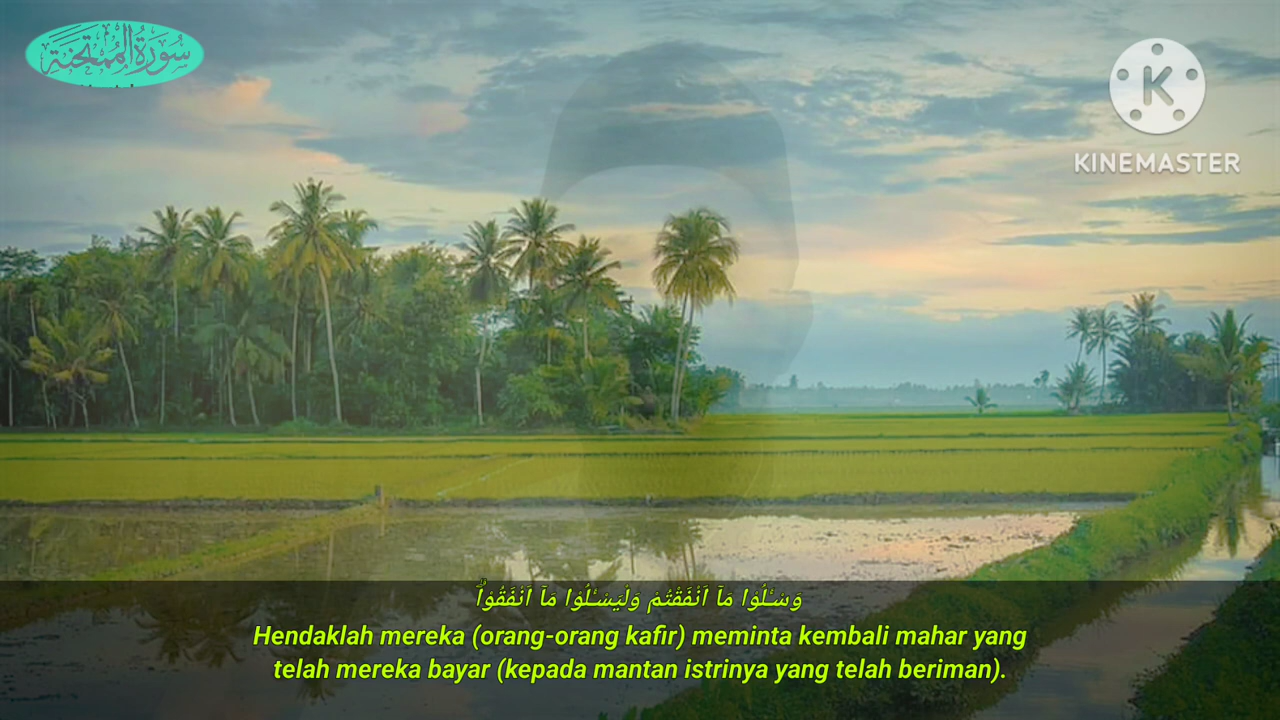 سُوْرَةُ الْمُمْتَحَنَةِ
K
KINEMASTER
وَسْـَٔلُوْا مَآ اَنْفَقْتُمْ وَلْيَسْـَٔلُوْا مَآ اَنْفَقُوْاۗ
Hendaklah mereka (orang-orang kafir) meminta kembali mahar yang
telah mereka bayar (kepada mantan istrinya yang telah beriman).